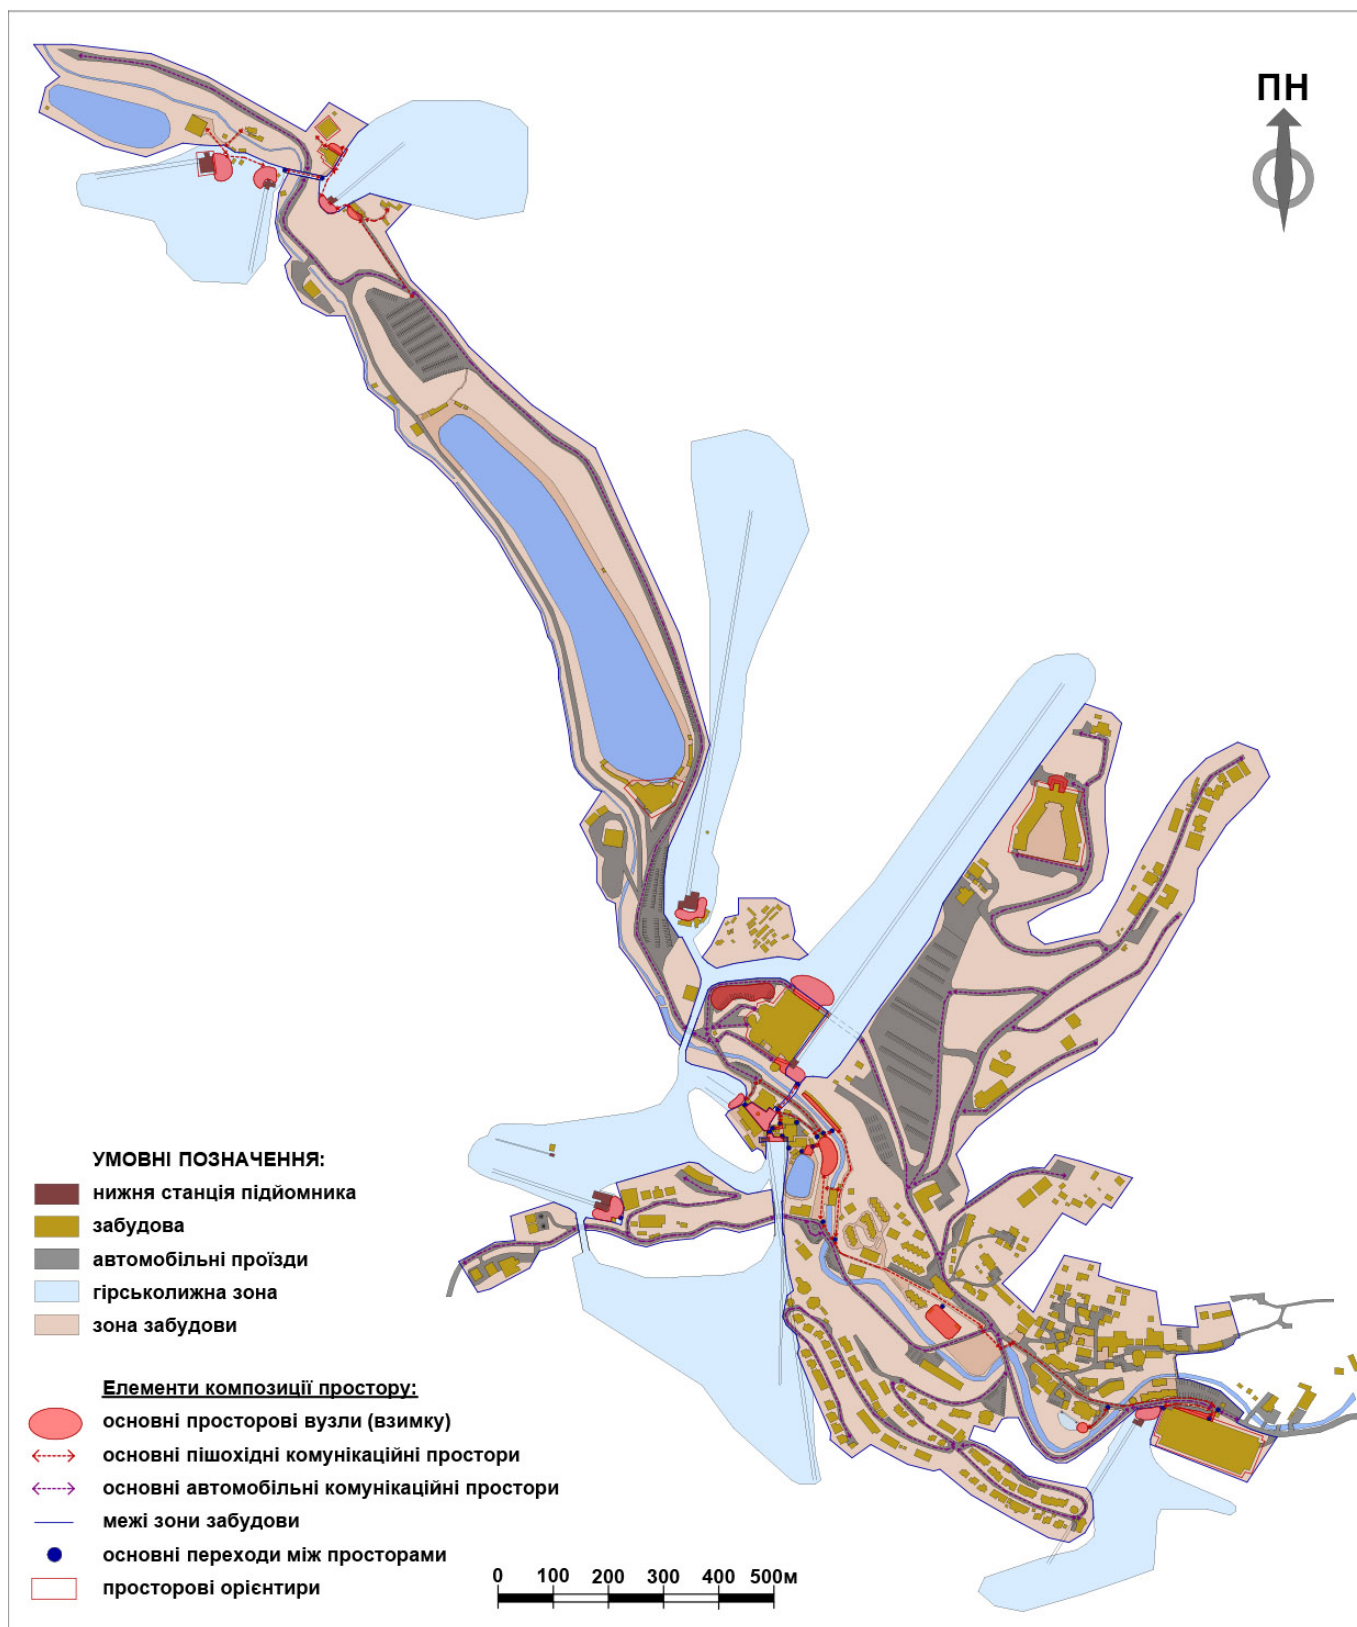 ПН
УМОВНІ ПОЗНАЧЕННЯ:
нижня станція підйомника
забудова
автомобільні проїзди
гірськолижна зона
зона забудови
Елементи композиції простору:
основні просторові вузли (взимку)
основні пішохідні комунікаційні простори
основні автомобільні комунікаційні простори
межі зони забудови
основні переходи між просторами
просторові орієнтири
0 100 200 300 400 500м